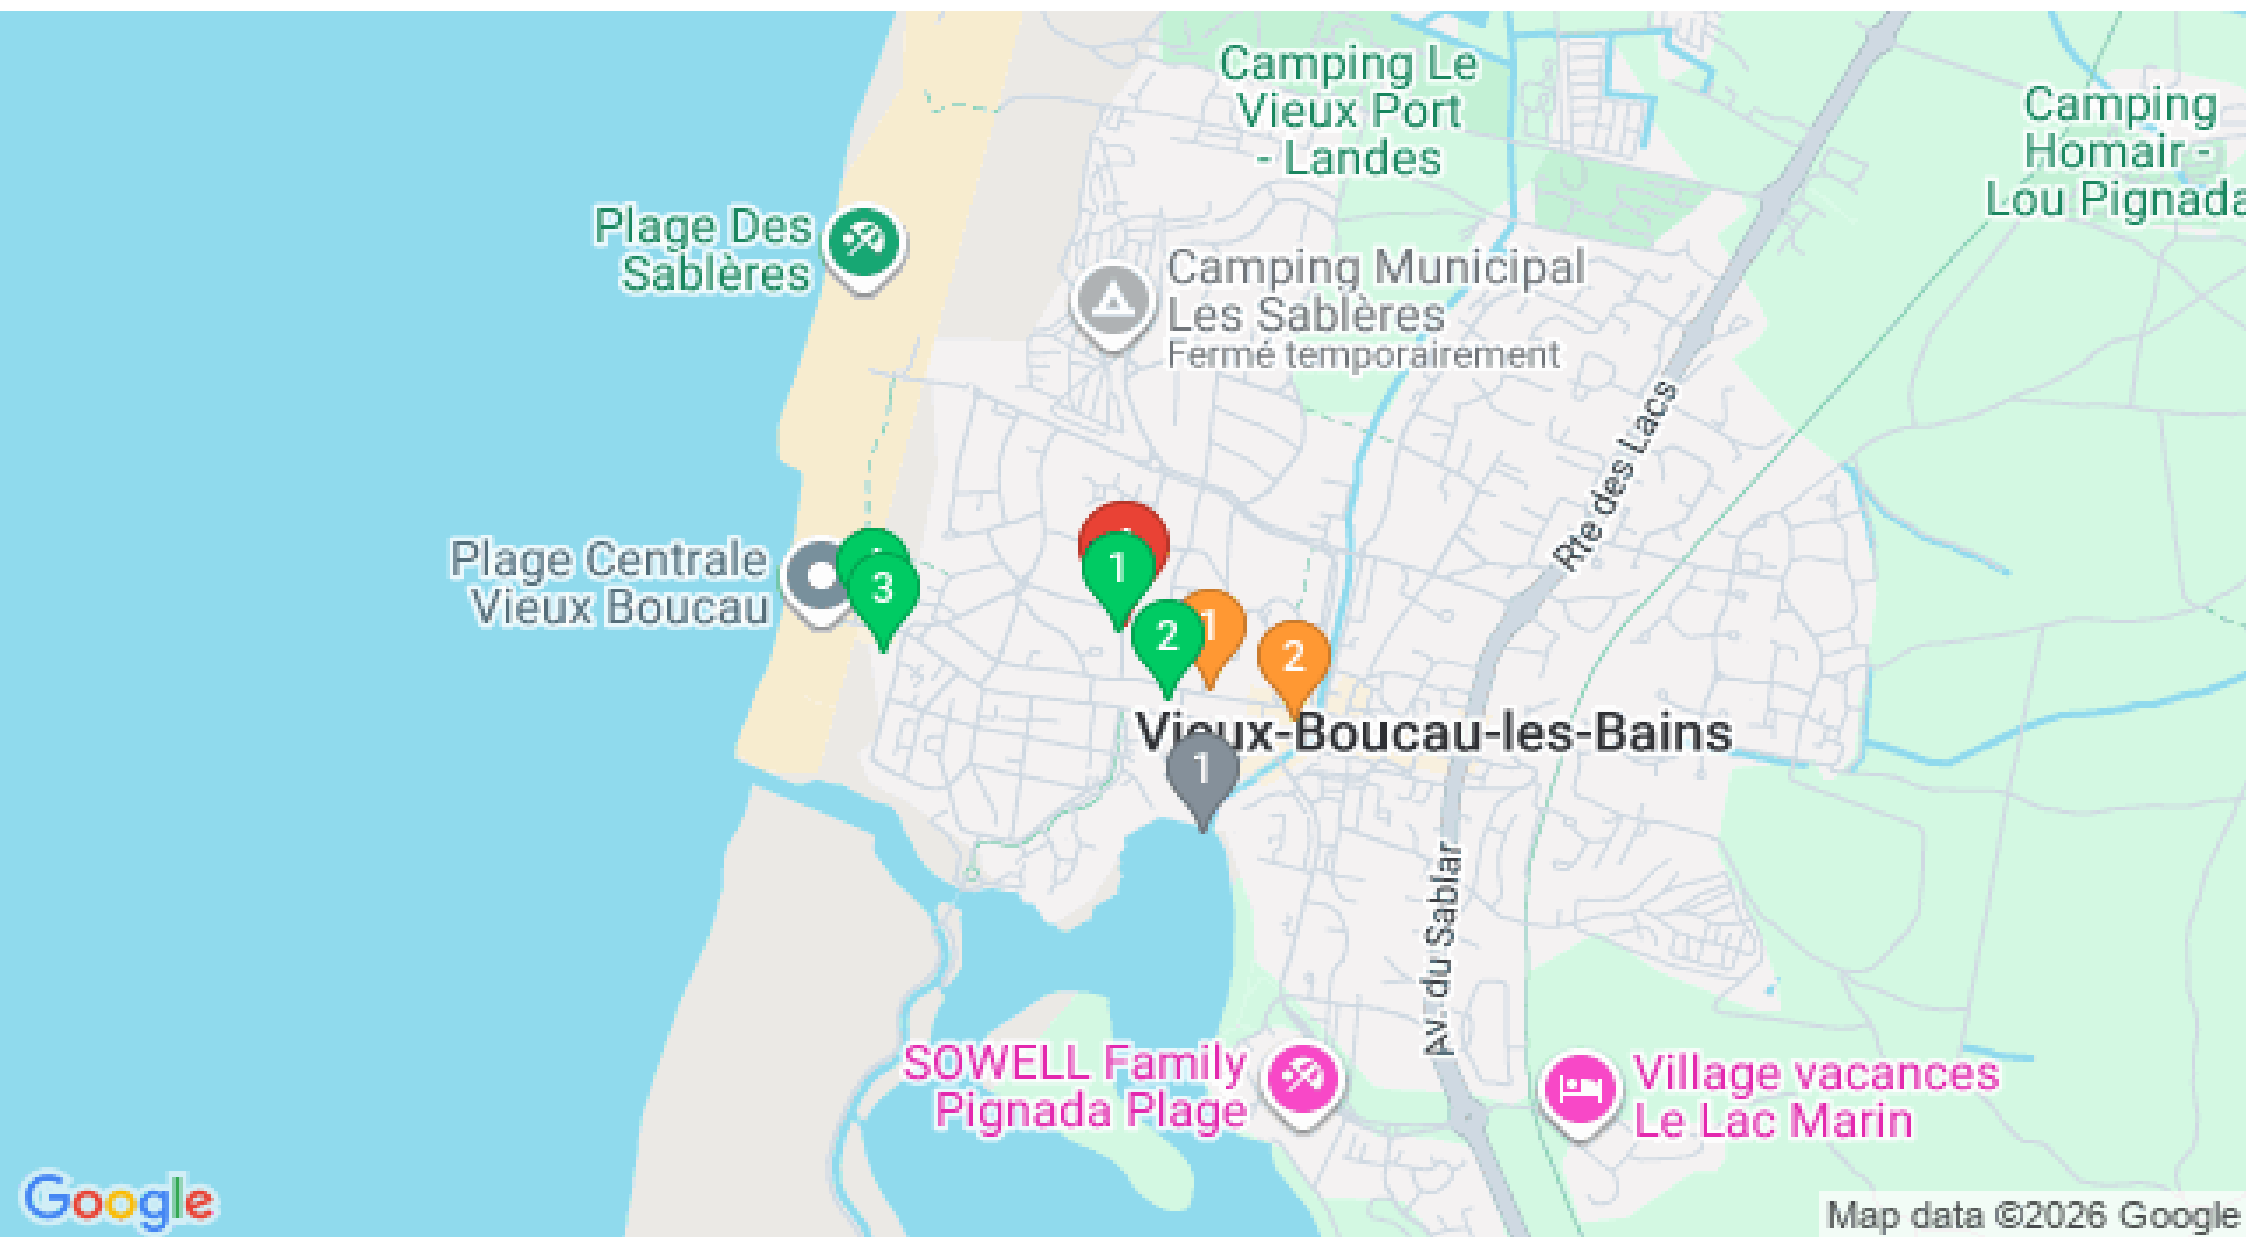 Camping Le
Vieux Port
- Landes
Camping
Homair -
Lou Pignada
Plage Des
Sablères
Camping Municipal
Les Sablères
Fermé temporairement
Rte des Lacs
Plage Centrale
Vieux Boucau
3
1
2
1
2
Vieux-Boucau-les-Bains
1
Av. du Sablar
SOWELL Family
Pignada Plage
Village vacances
Le Lac Marin
Google
Map data ©2026 Google